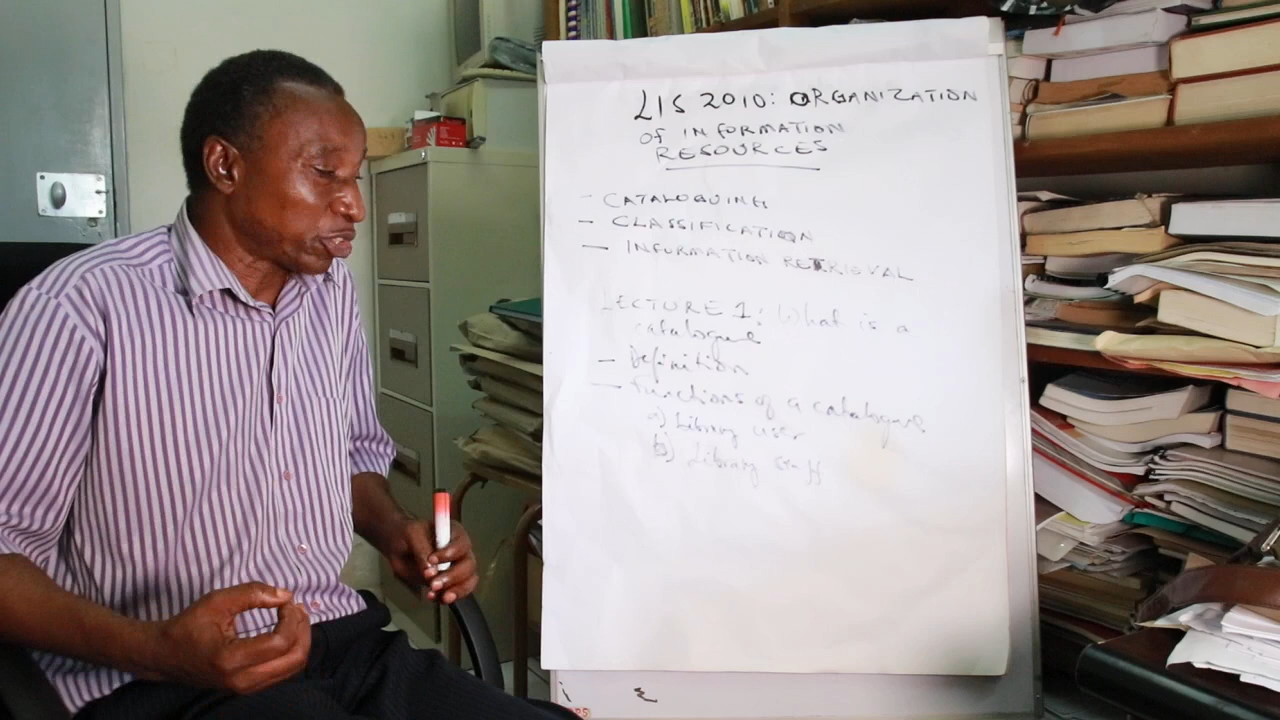 LIS 2010: ORGANIZATION
OF INFORMATION
RESOURCES
- CATALOGUING
- CLASSIFICATION
- INFORMATION RETRIEVAL
LECTURE 1: What is a
catalogue
- Definition
- Functions of a catalogue
a) Library user
b) Library staff